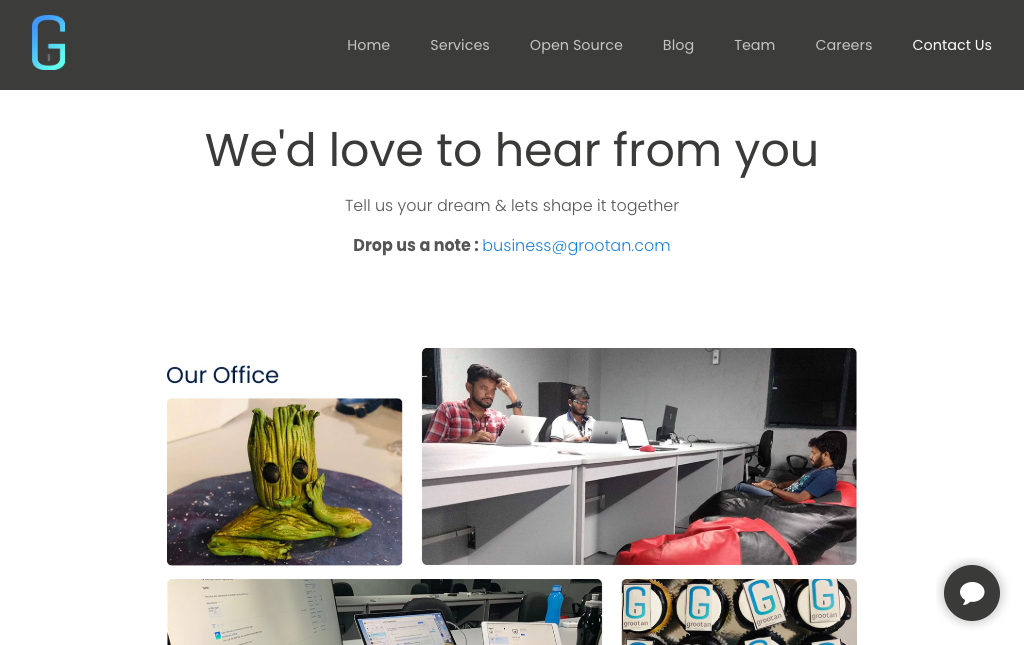 Home Services Open Source Blog Team Careers Contact Us
We'd love to hear from you
Tell us your dream & lets shape it together
Drop us a note : business@grootan.com
Our Office
G G G G
grootan grootan grootan grootan